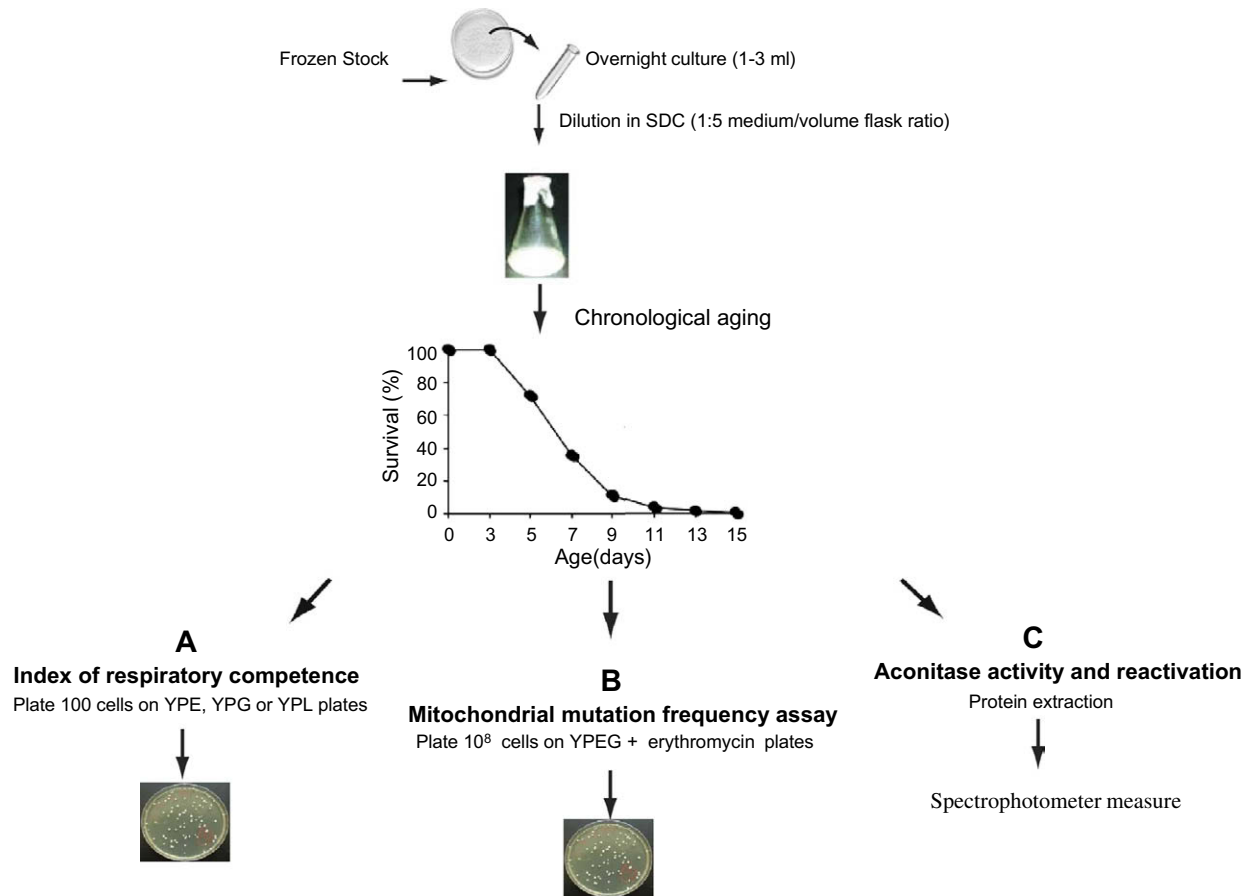 Frozen Stock
Overnight culture (1-3 ml)
Dilution in SDC (1:5 medium/volume flask ratio)
Chronological aging
Survival (%)
100
80
60
40
20
0
0 3 5 7 9 11 13 15
Age(days)
A
Index of respiratory competence
Plate 100 cells on YPE, YPG or YPL plates
B
Mitochondrial mutation frequency assay
Plate 10⁸ cells on YPEG + erythromycin plates
C
Aconitase activity and reactivation
Protein extraction
Spectrophotometer measure